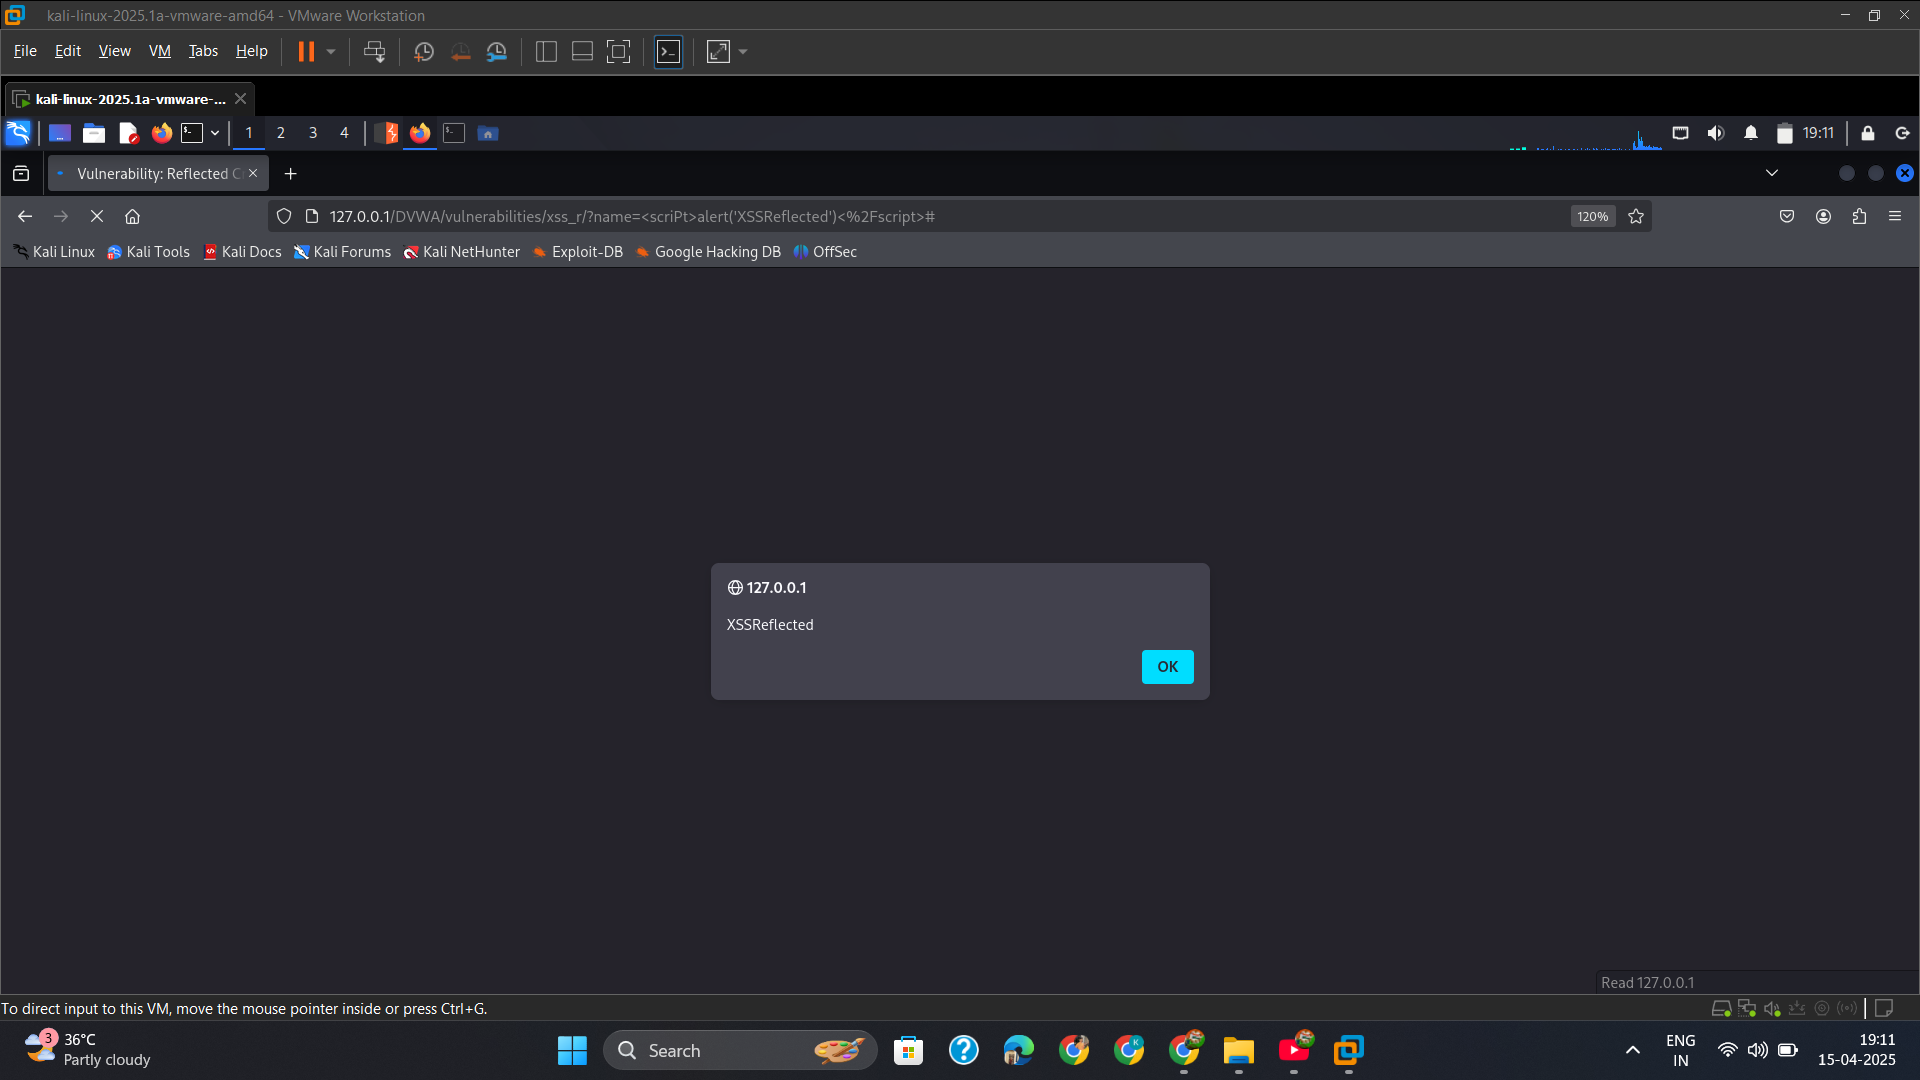 kali-linux-2025.1a-vmware-amd64 - VMware Workstation
File Edit View VM Tabs Help
kali-linux-2025.1a-vmware-...
1 2 3 4 19:11
Vulnerability: Reflected C
127.0.0.1/DVWA/vulnerabilities/xss_r/?name=<scriPt>alert('XSSReflected')<%2Fscript># 120%
Kali Linux Kali Tools Kali Docs Kali Forums Kali NetHunter Exploit-DB Google Hacking DB OffSec
127.0.0.1
XSSReflected
OK
Read 127.0.0.1
To direct input to this VM, move the mouse pointer inside or press Ctrl+G.
3 36°C
Partly cloudy
Search
ENG
IN
19:11
15-04-2025